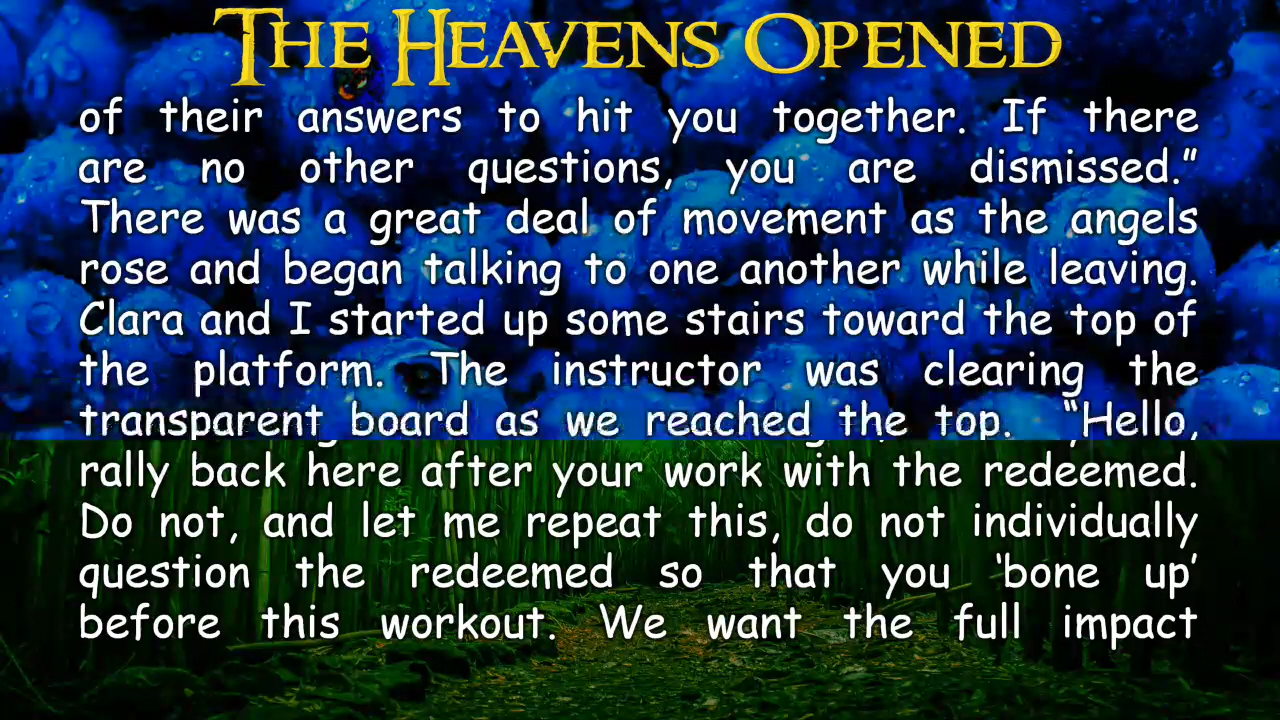 THE HEAVENS OPENED
of their answers to hit you together. If there
are no other questions, you are dismissed.”
There was a great deal of movement as the angels
rose and began talking to one another while leaving.
Clara and I started up some stairs toward the top of
the platform. The instructor was clearing the
transparent board as we reached the top. “Hello,
rally back here after your work with the redeemed.
Do not, and let me repeat this, do not individually
question the redeemed so that you ‘bone up’
before this workout. We want the full impact